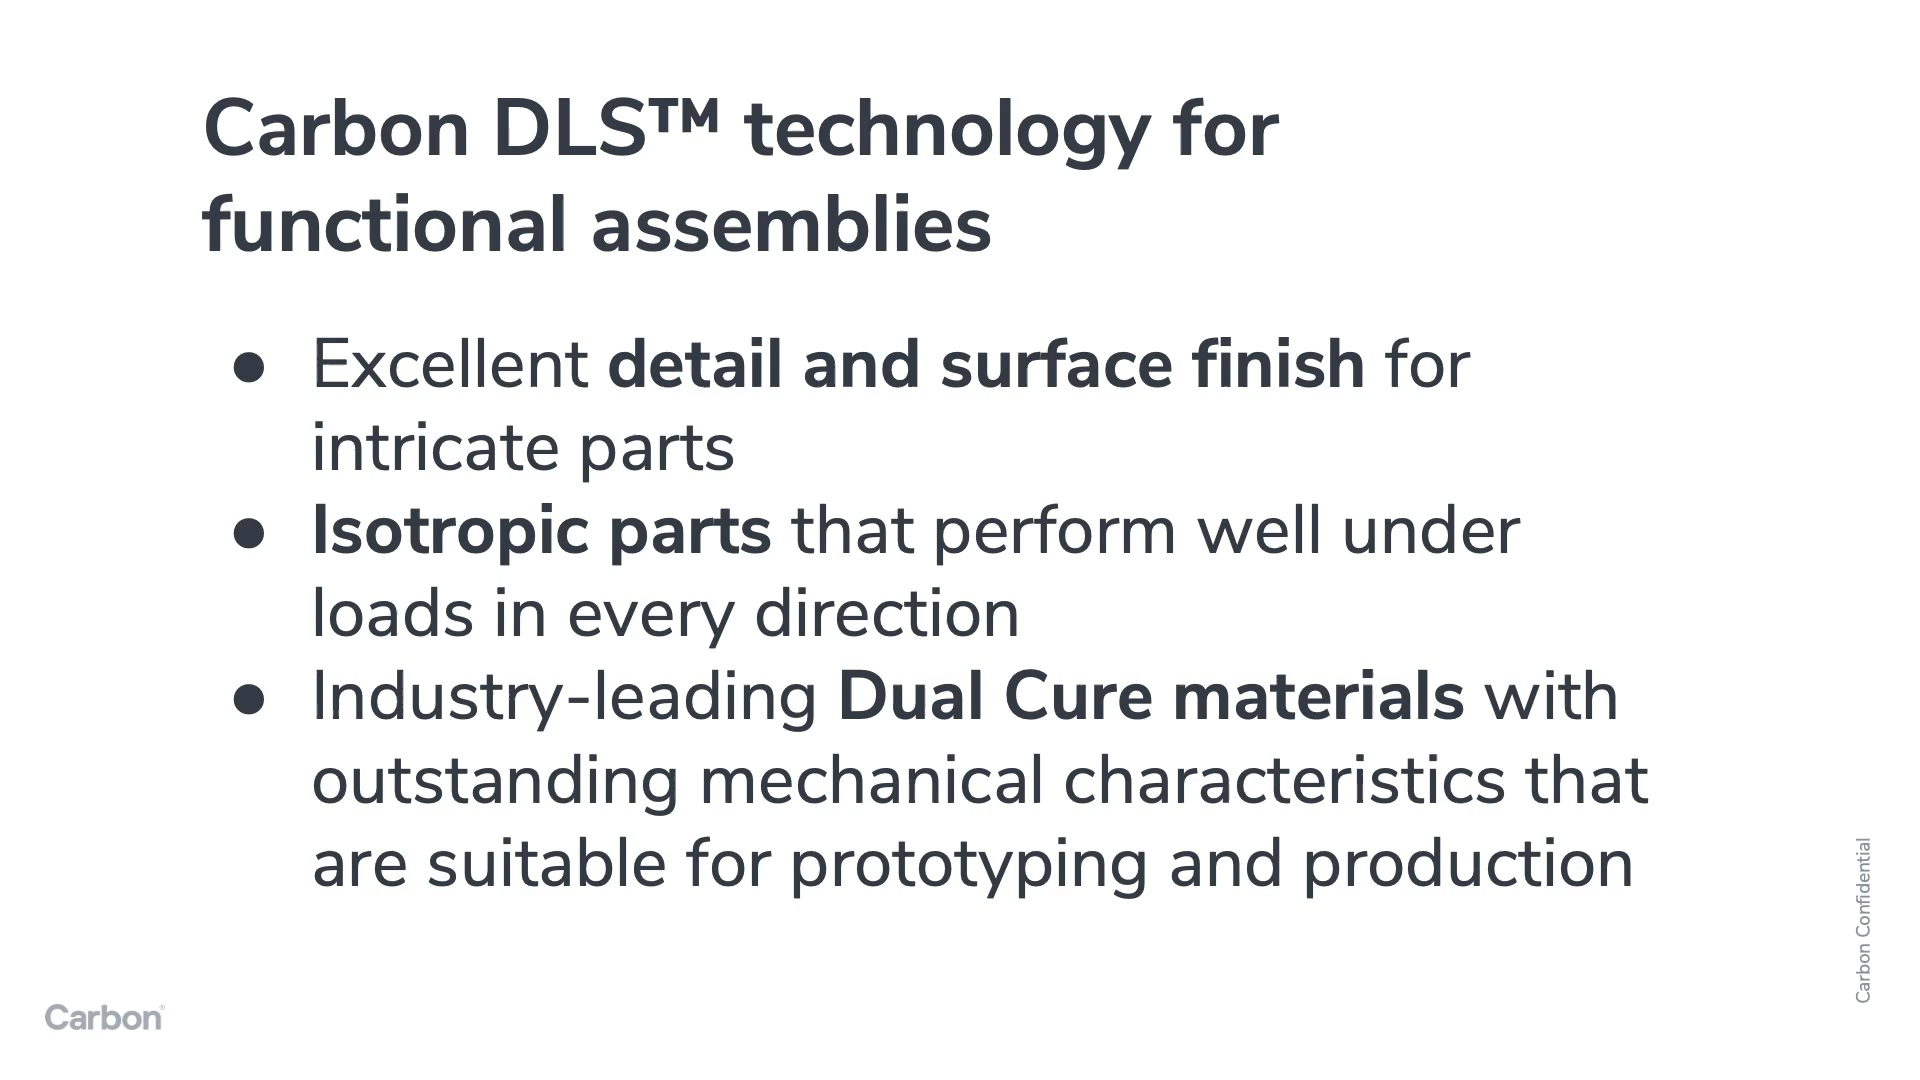 Carbon DLS™ technology for
functional assemblies
● Excellent detail and surface finish for
intricate parts
● Isotropic parts that perform well under
loads in every direction
● Industry-leading Dual Cure materials with
outstanding mechanical characteristics that
are suitable for prototyping and production
Carbon Confidential
Carbon®